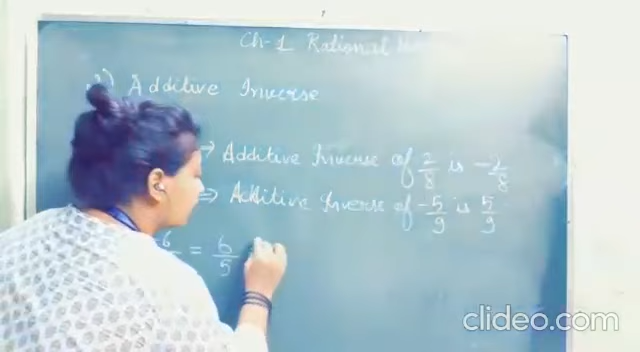 Ch-1 Rational
2) Additive Inverse
⇒ Additive Inverse of 2/8 is -2/8
⇒ Additive Inverse of -5/9 is 5/9
-6 = 6/5
clideo.com